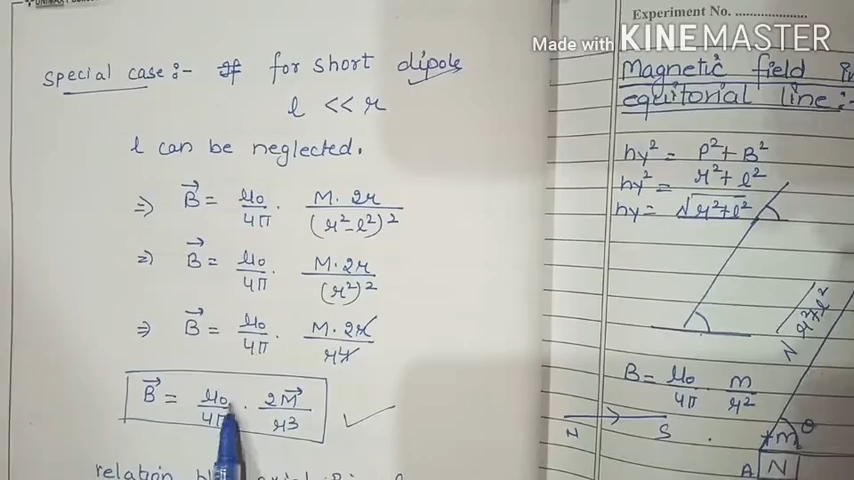 Special case:- If for short dipole
l << r
l can be neglected.
⇒ B⃗ = μ₀/4π · M·2r/(r²-l²)²
⇒ B⃗ = μ₀/4π · M·2r/(r²)²
⇒ B⃗ = μ₀/4π · M·2r/r⁴
B⃗ = μ₀/4π · 2M⃗/r³
Experiment No. ..................
Made with KINEMASTER
Magnetic field
equitorial line:-
hy² = P² + B²
hy² = r² + l²
hy = √r²+l²
B = μ₀/4π · m/r²
N S
+m θ
A N